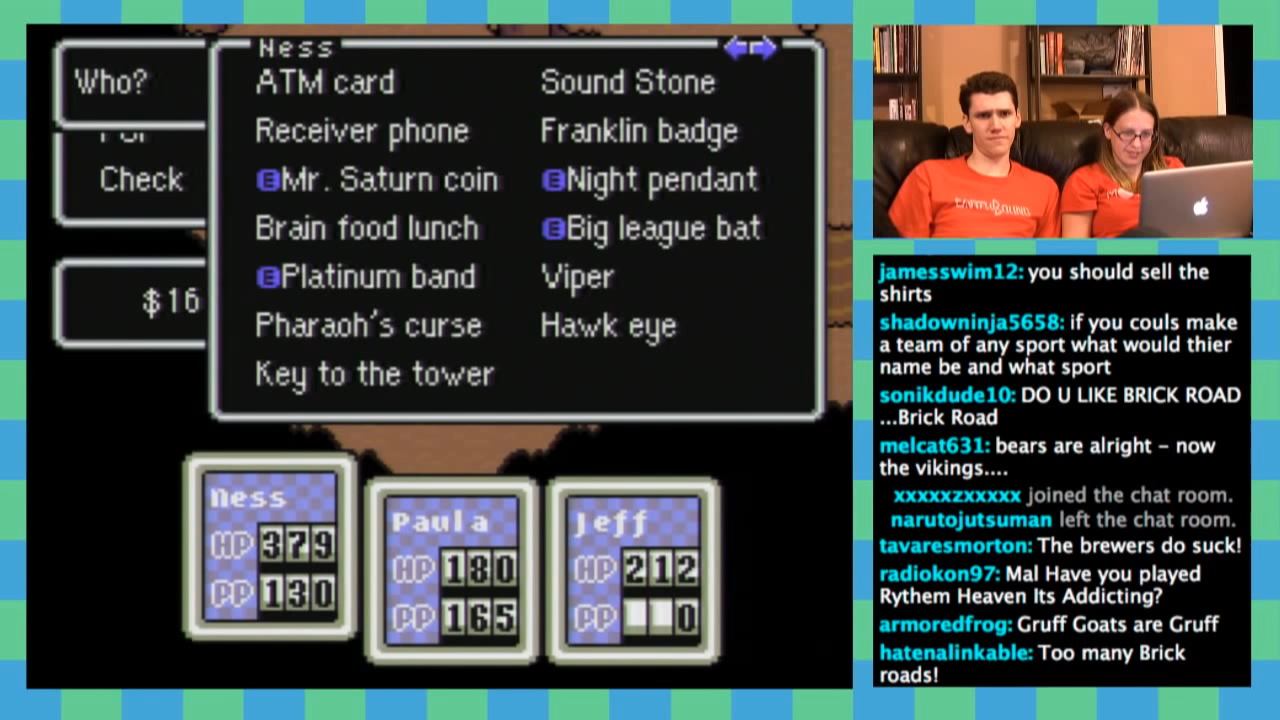 Ness
Who?
ATM card
Sound Stone
Receiver phone
Franklin badge
Check
E Mr. Saturn coin
E Night pendant
Brain food lunch
E Big league bat
E Platinum band
Viper
$16
Pharaoh's curse
Hawk eye
Key to the tower
Ness
HP 379
PP 130
Paula
HP 180
PP 165
Jeff
HP 212
PP 0
EARTHBOUND
jamesswim12: you should sell the
shirts
shadowninja5658: if you couls make
a team of any sport what would thier
name be and what sport
sonikdude10: DO U LIKE BRICK ROAD
...Brick Road
melcat631: bears are alright – now
the vikings....
xxxxxzxxxxx joined the chat room.
narutojutsuman left the chat room.
tavaresmorton: The brewers do suck!
radiokon97: Mal Have you played
Rythem Heaven Its Addicting?
armoredfrog: Gruff Goats are Gruff
hatenalinkable: Too many Brick
roads!